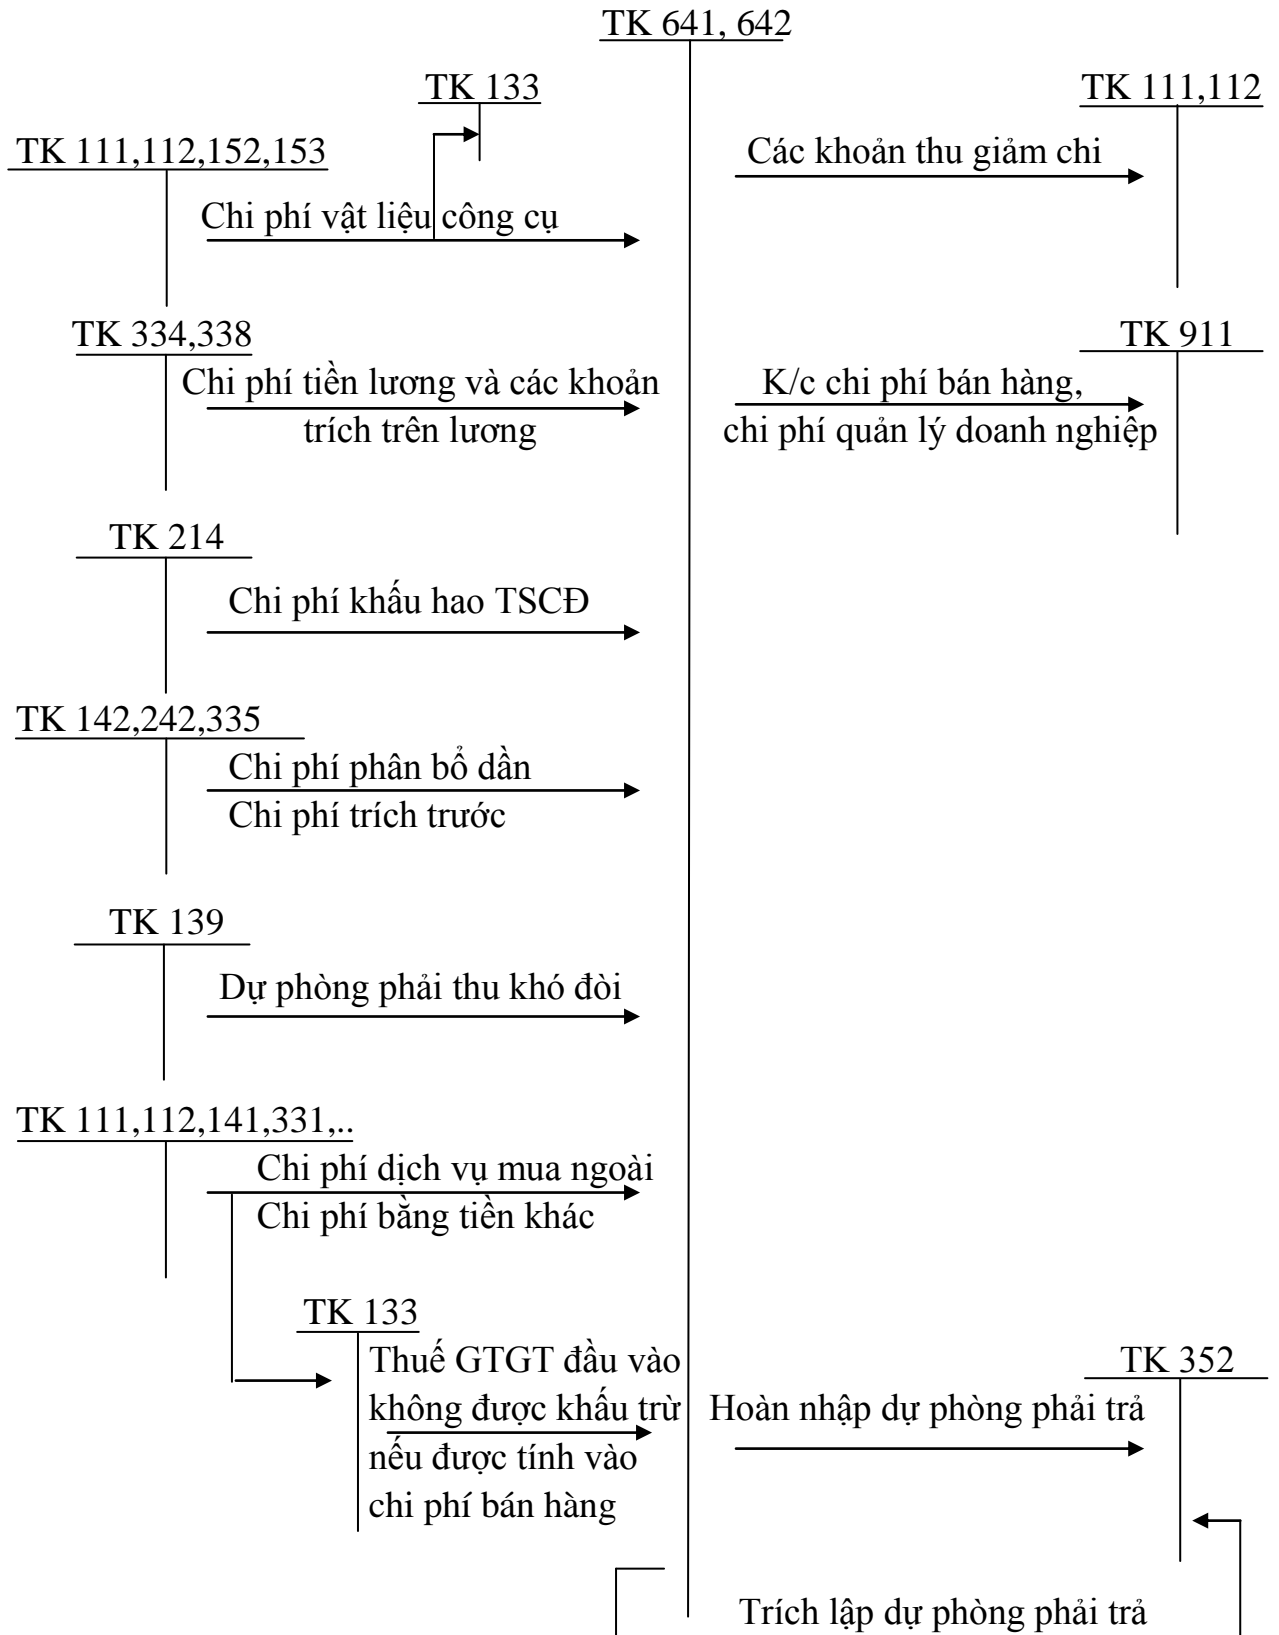 TK 641, 642
TK 133
TK 111,112
TK 111,112,152,153
Các khoản thu giảm chi
Chi phí vật liệu công cụ
TK 334,338
TK 911
Chi phí tiền lương và các khoản
trích trên lương
K/c chi phí bán hàng,
chi phí quản lý doanh nghiệp
TK 214
Chi phí khấu hao TSCĐ
TK 142,242,335
Chi phí phân bổ dần
Chi phí trích trước
TK 139
Dự phòng phải thu khó đòi
TK 111,112,141,331,..
Chi phí dịch vụ mua ngoài
Chi phí bằng tiền khác
TK 133
Thuế GTGT đầu vào
không được khấu trừ
nếu được tính vào
chi phí bán hàng
TK 352
Hoàn nhập dự phòng phải trả
Trích lập dự phòng phải trả